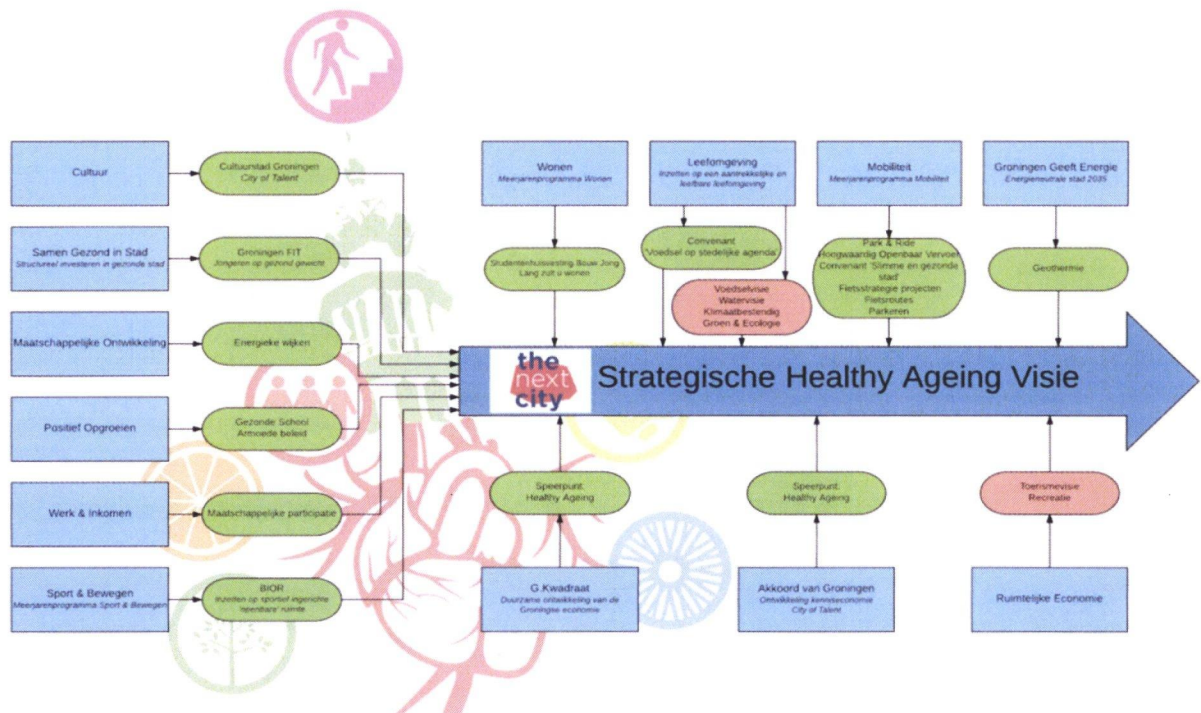 Cultuur
Cultuurstad Groningen
City of Talent
Samen Gezond in Stad
Structureel investeren in gezonde stad
Groningen FIT
Jongeren op gezond gewicht
Maatschappelijke Ontwikkeling
Energieke wijken
Positief Opgroeien
Gezonde School
Armoede beleid
Werk & Inkomen
Maatschappelijke participatie
Sport & Bewegen
Meerjarenprogramma Sport & Bewegen
BIOR
Inzetten op sportief ingerichte
'openbare' ruimte
Wonen
Meerjarenprogramma Wonen
Studentenhuisvesting Bouw Jong
Lang zult u wonen
Leefomgeving
Inzetten op een aantrekkelijke en
leefbare leefomgeving
Convenant
'Voedsel op stedelijke agenda'
Voedselvisie
Watervisie
Klimaatbestendig
Groen & Ecologie
Mobiliteit
Meerjarenprogramma Mobiliteit
Park & Ride
Hoogwaardig Openbaar Vervoer
Convenant 'Slimme en gezonde
stad'
Fietsstrategie projecten
Fietsroutes
Parkeren
Groningen Geeft Energie
Energieneutrale stad 2035
Geothermie
the
next
city
Strategische Healthy Ageing Visie
Speerpunt:
Healthy Ageing
G.Kwadraat
Duurzame ontwikkeling van de
Groningse economie
Speerpunt:
Healthy Ageing
Akkoord van Groningen
Ontwikkeling kenniseconomie
City of Talent
Toerismevisie
Recreatie
Ruimtelijke Economie